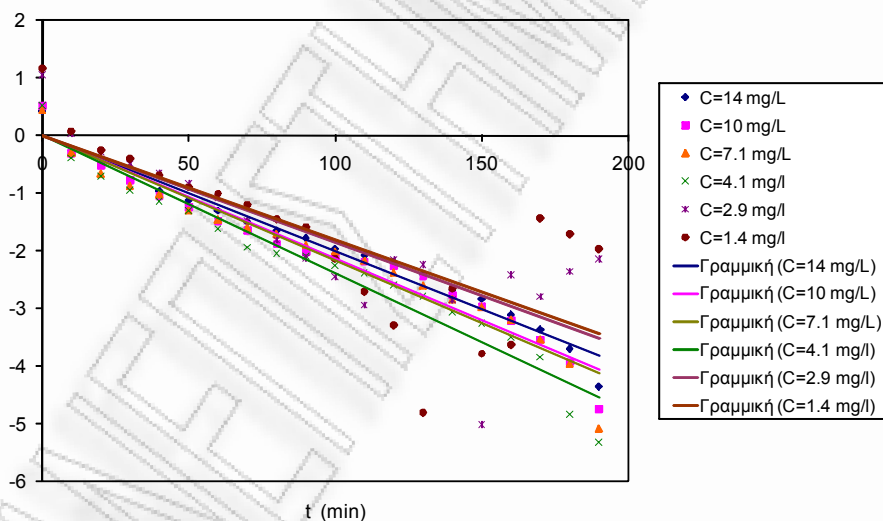 2
1
0
-1
-2
-3
-4
-5
-6
0 50 100 150 200
t (min)
C=14 mg/L
C=10 mg/L
C=7.1 mg/L
C=4.1 mg/l
C=2.9 mg/l
C=1.4 mg/l
Γραμμική (C=14 mg/L)
Γραμμική (C=10 mg/L)
Γραμμική (C=7.1 mg/L)
Γραμμική (C=4.1 mg/l)
Γραμμική (C=2.9 mg/l)
Γραμμική (C=1.4 mg/l)